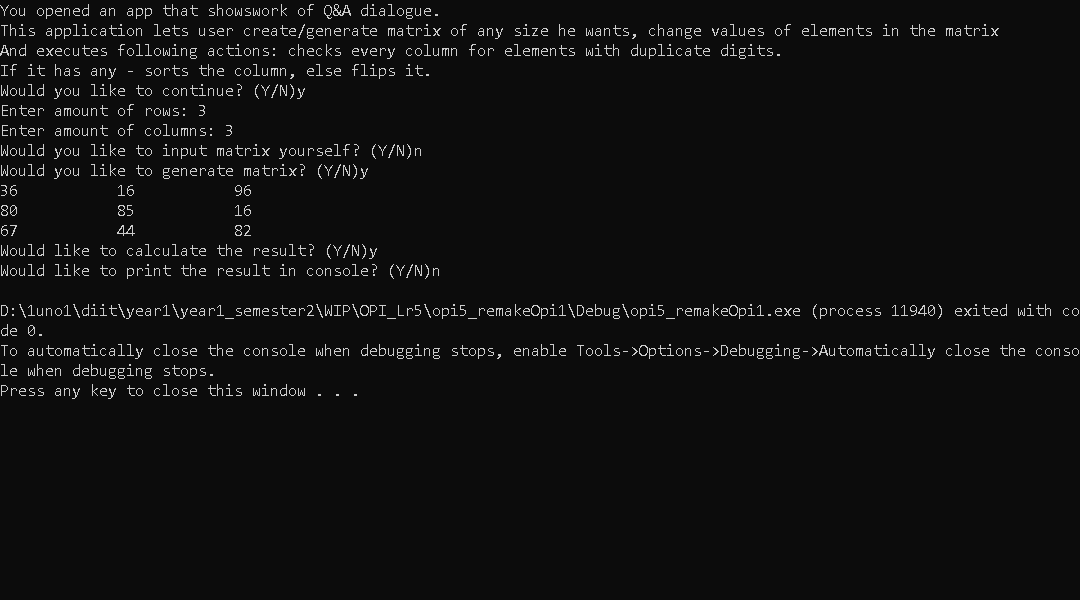 You opened an app that showswork of Q&A dialogue.
This application lets user create/generate matrix of any size he wants, change values of elements in the matrix
And executes following actions: checks every column for elements with duplicate digits.
If it has any - sorts the column, else flips it.
Would you like to continue? (Y/N)y
Enter amount of rows: 3
Enter amount of columns: 3
Would you like to input matrix yourself? (Y/N)n
Would you like to generate matrix? (Y/N)y
36           16           96
80           85           16
67           44           82
Would like to calculate the result? (Y/N)y
Would like to print the result in console? (Y/N)n

D:\1uno1\diit\year1\year1_semester2\WIP\OPI_Lr5\opi5_remakeOpi1\Debug\opi5_remakeOpi1.exe (process 11940) exited with co
de 0.
To automatically close the console when debugging stops, enable Tools->Options->Debugging->Automatically close the conso
le when debugging stops.
Press any key to close this window . . .